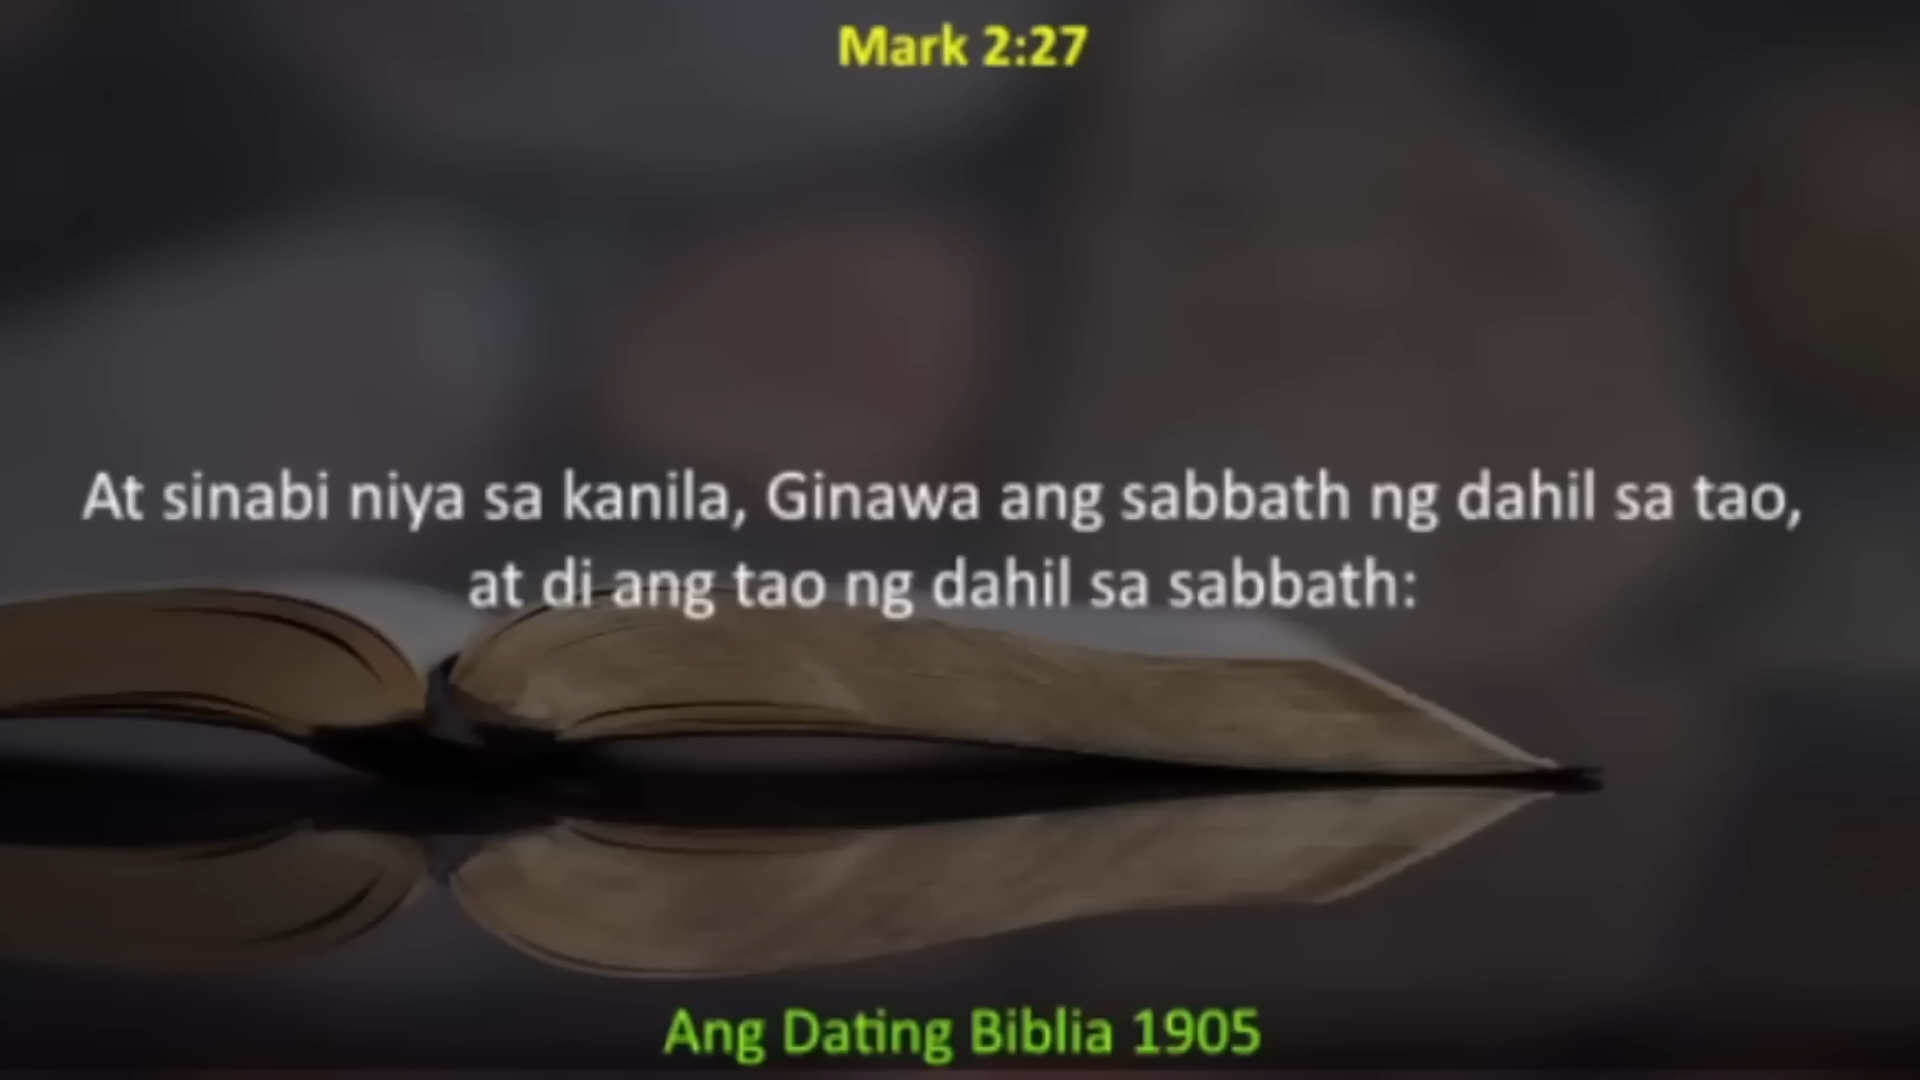 Mark 2:27
At sinabi niya sa kanila, Ginawa ang sabbath ng dahil sa tao,
at di ang tao ng dahil sa sabbath:
Ang Dating Biblia 1905